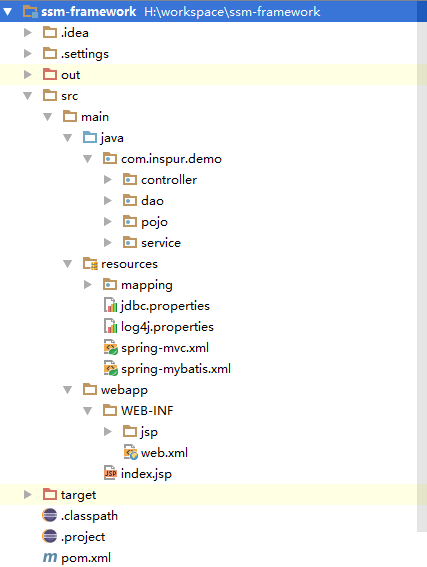 ssm-framework H:\workspace\ssm-framework
.idea
.settings
out
src
main
java
com.inspur.demo
controller
dao
pojo
service
resources
mapping
jdbc.properties
log4j.properties
spring-mvc.xml
spring-mybatis.xml
webapp
WEB-INF
jsp
web.xml
index.jsp
target
.classpath
.project
pom.xml